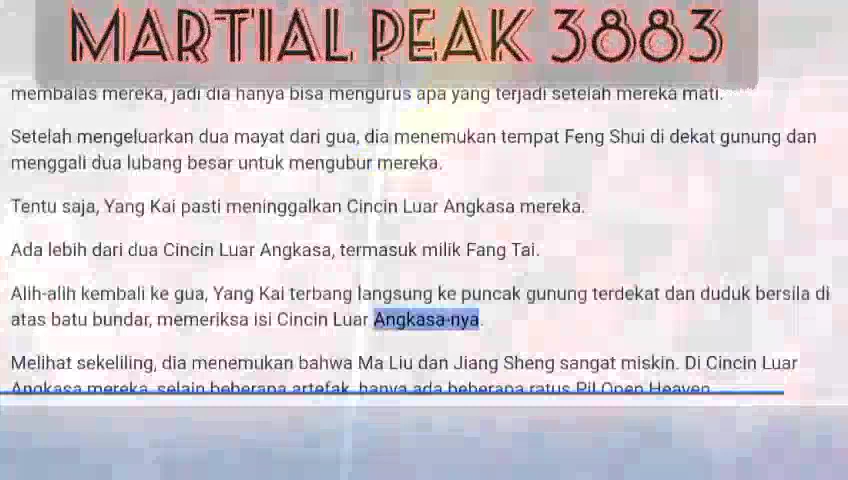 MARTIAL PEAK 3883
membalas mereka, jadi dia hanya bisa mengurus apa yang terjadi setelah mereka mati.
Setelah mengeluarkan dua mayat dari gua, dia menemukan tempat Feng Shui di dekat gunung dan
menggali dua lubang besar untuk mengubur mereka.
Tentu saja, Yang Kai pasti meninggalkan Cincin Luar Angkasa mereka.
Ada lebih dari dua Cincin Luar Angkasa, termasuk milik Fang Tai.
Alih-alih kembali ke gua, Yang Kai terbang langsung ke puncak gunung terdekat dan duduk bersila di
atas batu bundar, memeriksa isi Cincin Luar Angkasa-nya.
Melihat sekeliling, dia menemukan bahwa Ma Liu dan Jiang Sheng sangat miskin. Di Cincin Luar
Angkasa mereka, selain beberapa artefak, hanya ada beberapa ratus Pil Open Heaven.